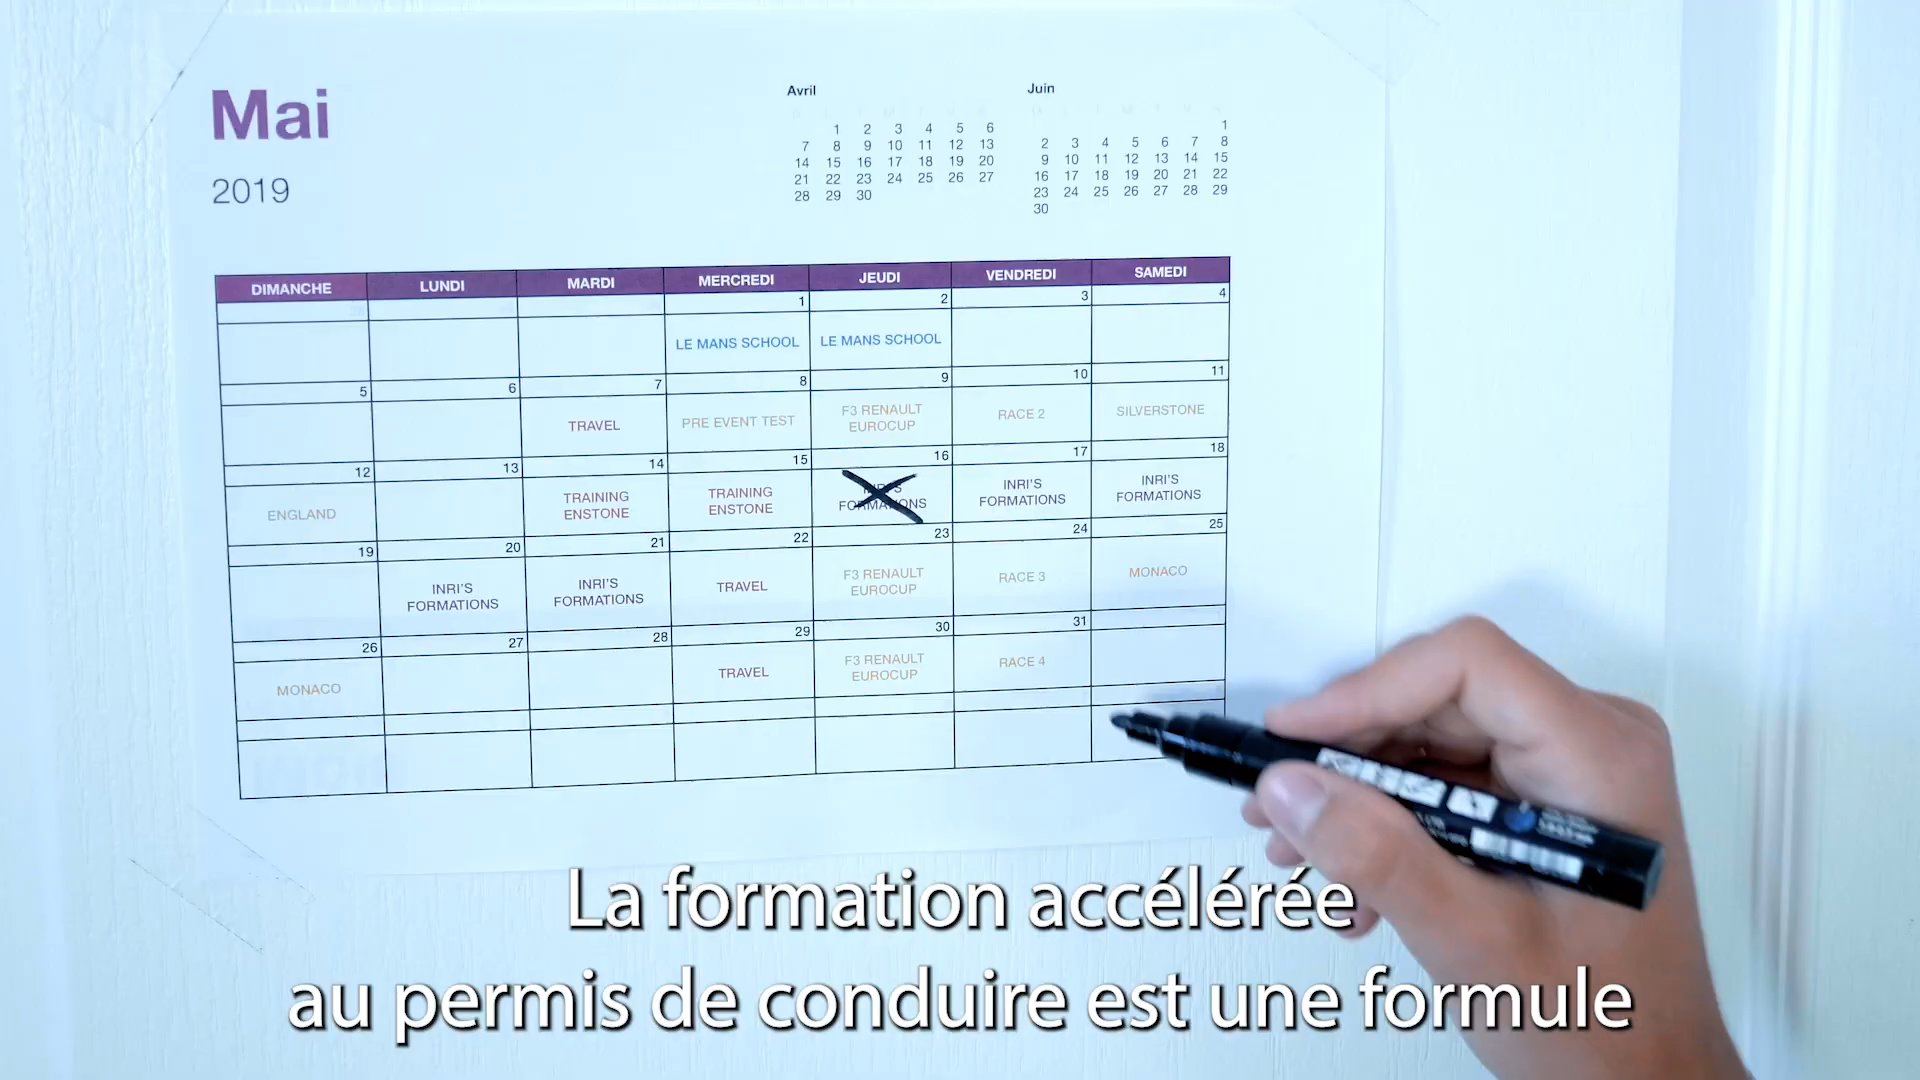 Mai
2019
Avril
1 2 3 4 5 6
7 8 9 10 11 12 13
14 15 16 17 18 19 20
21 22 23 24 25 26 27
28 29 30
Juin
1
2 3 4 5 6 7 8
9 10 11 12 13 14 15
16 17 18 19 20 21 22
23 24 25 26 27 28 29
30
DIMANCHE LUNDI MARDI MERCREDI JEUDI VENDREDI SAMEDI
1 2 3 4
LE MANS SCHOOL LE MANS SCHOOL
5 6 7 8 9 10 11
TRAVEL PRE EVENT TEST F3 RENAULT EUROCUP RACE 2 SILVERSTONE
12 13 14 15 16 17 18
ENGLAND TRAINING ENSTONE TRAINING ENSTONE INRI'S FORMATIONS INRI'S FORMATIONS INRI'S FORMATIONS
19 20 21 22 23 24 25
INRI'S FORMATIONS INRI'S FORMATIONS TRAVEL F3 RENAULT EUROCUP RACE 3 MONACO
26 27 28 29 30 31
MONACO TRAVEL F3 RENAULT EUROCUP RACE 4
La formation accélérée
au permis de conduire est une formule